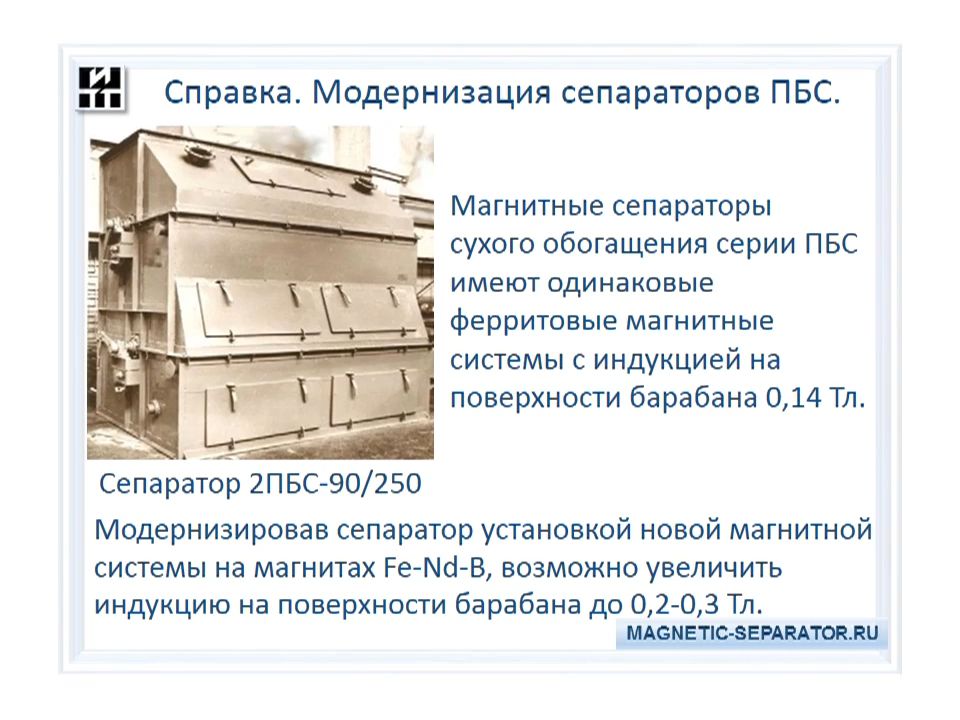 Справка. Модернизация сепараторов ПБС.
Магнитные сепараторы
сухого обогащения серии ПБС
имеют одинаковые
ферритовые магнитные
системы с индукцией на
поверхности барабана 0,14 Тл.
Сепаратор 2ПБС-90/250
Модернизировав сепаратор установкой новой магнитной
системы на магнитах Fe-Nd-B, возможно увеличить
индукцию на поверхности барабана до 0,2-0,3 Тл.
MAGNETIC-SEPARATOR.RU